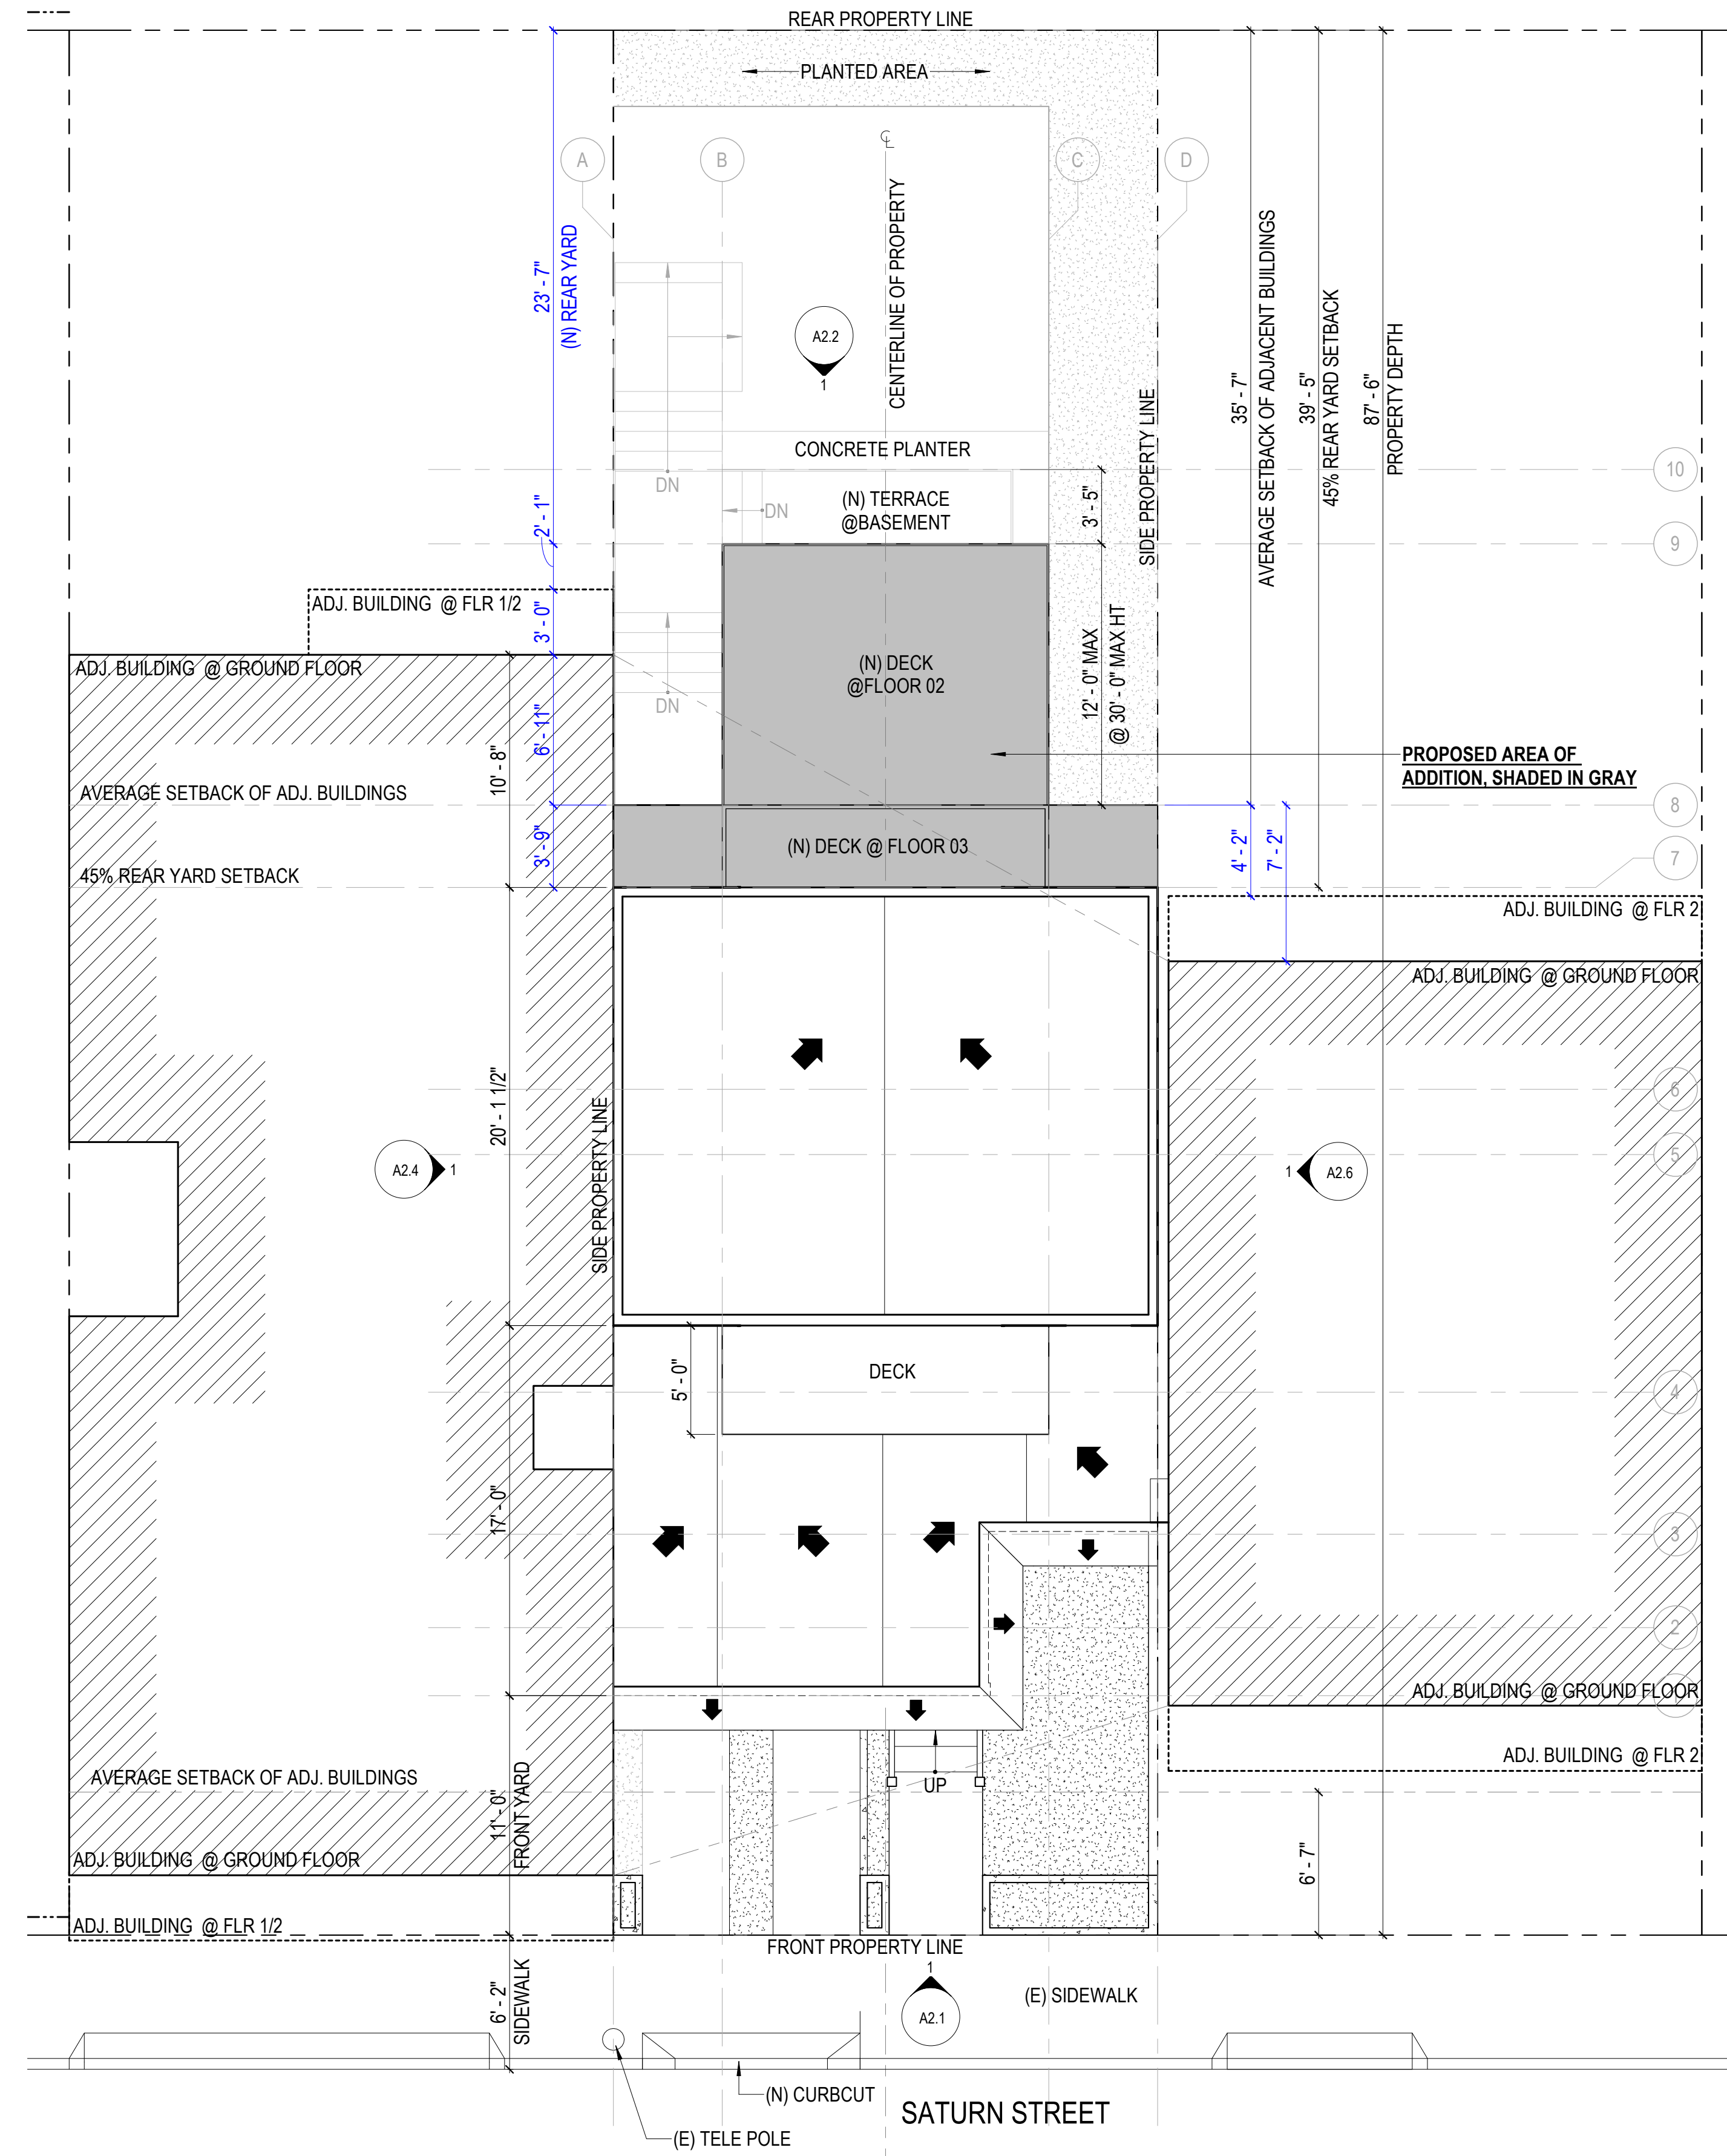 REAR PROPERTY LINE
PLANTED AREA
A
B
C
D
CL
CENTERLINE OF PROPERTY
23' - 7"
(N) REAR YARD
A2.2
1
35' - 7"
AVERAGE SETBACK OF ADJACENT BUILDINGS
39' - 5"
45% REAR YARD SETBACK
87' - 6"
PROPERTY DEPTH
SIDE PROPERTY LINE
CONCRETE PLANTER
10
DN
DN
(N) TERRACE
@BASEMENT
3' - 5"
2' - 1"
9
ADJ. BUILDING @ FLR 1/2
3' - 0"
ADJ. BUILDING @ GROUND FLOOR
(N) DECK
@FLOOR 02
12' - 0" MAX
@ 30' - 0" MAX HT
DN
6' - 11"
10' - 8"
PROPOSED AREA OF
ADDITION, SHADED IN GRAY
AVERAGE SETBACK OF ADJ. BUILDINGS
8
3' - 9"
(N) DECK @ FLOOR 03
4' - 2"
7' - 2"
7
45% REAR YARD SETBACK
ADJ. BUILDING @ FLR 2
ADJ. BUILDING @ GROUND FLOOR
20' - 1 1/2"
6
SIDE PROPERTY LINE
5
A2.4
1
1
A2.6
5' - 0"
DECK
4
17' - 0"
3
2
ADJ. BUILDING @ GROUND FLOOR
1
ADJ. BUILDING @ FLR 2
AVERAGE SETBACK OF ADJ. BUILDINGS
UP
11' - 0"
FRONT YARD
6' - 7"
ADJ. BUILDING @ GROUND FLOOR
ADJ. BUILDING @ FLR 1/2
FRONT PROPERTY LINE
1
A2.1
(E) SIDEWALK
6' - 2"
SIDEWALK
(N) CURBCUT
SATURN STREET
(E) TELE POLE